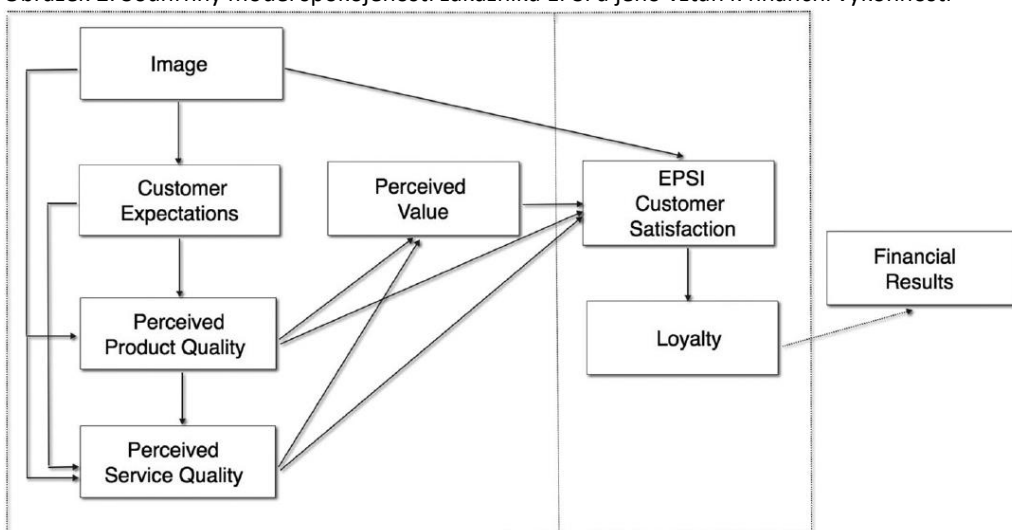 Image
Customer
Expectations
Perceived
Value
EPSI
Customer
Satisfaction
Financial
Results
Perceived
Product Quality
Loyalty
Perceived
Service Quality